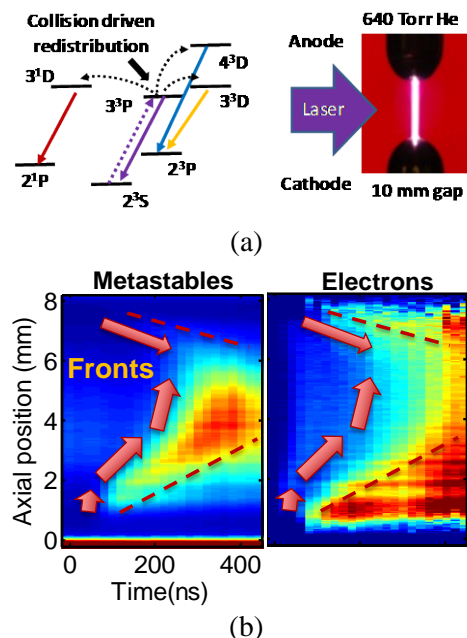 Collision driven
redistribution
640 Torr He
Anode
3¹D
3³P
4³D
3³D
Laser
2¹P
2³S
2³P
Cathode
10 mm gap
(a)
Metastables
Electrons
Axial position (mm)
8
6
4
2
0
Fronts
0
200
400
Time(ns)
(b)